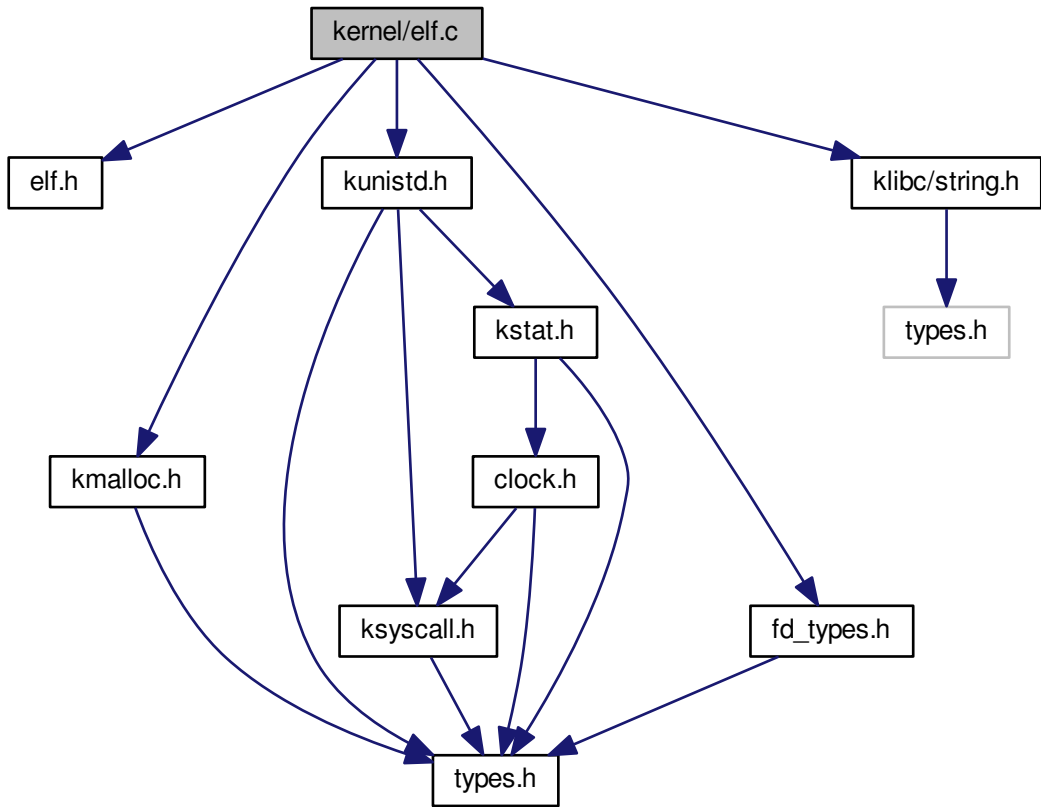 kernel/elf.c
elf.h
kunistd.h
klibc/string.h
kstat.h
types.h
kmalloc.h
clock.h
ksyscall.h
fd_types.h
types.h